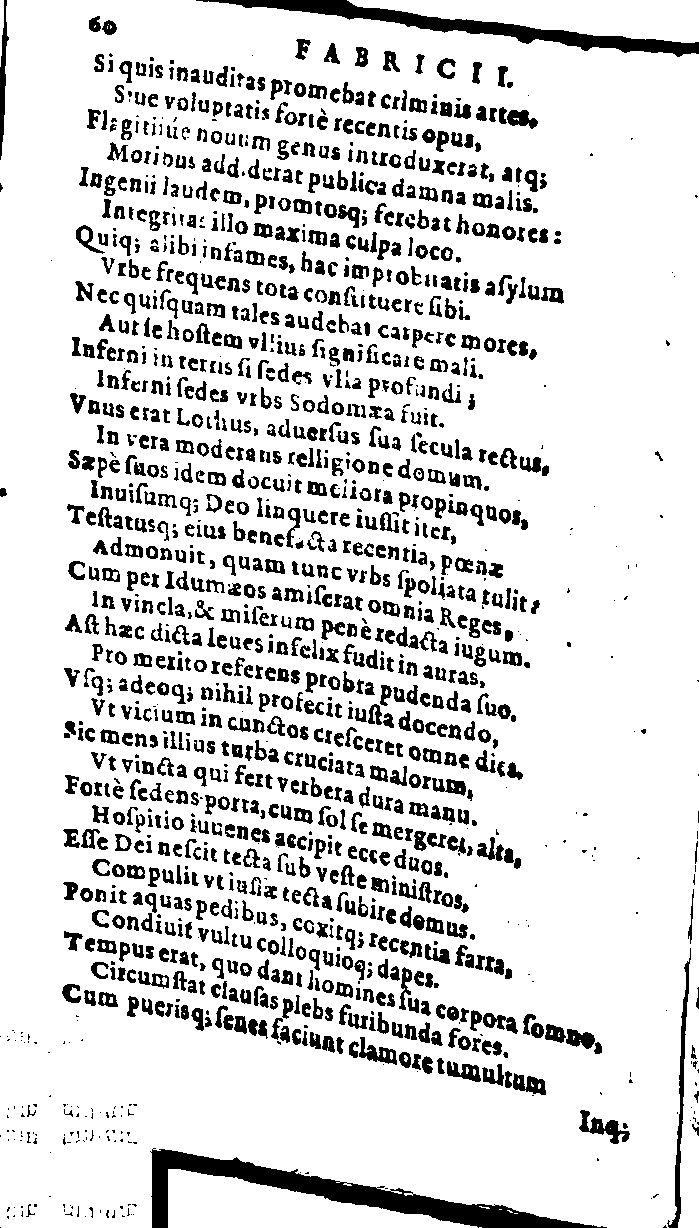 60
FABRICII.
Si quis inauditas promebat criminis artes,
Siue voluptatis fortè recentis opus,
Flagitiiúe nouum genus introduxerat, atq;
Moribus add.derat publica damna malis.
Ingenii laudem, promtosq; ferebat honores:
Integritas illo maxima culpa loco.
Quiq; alibi infames, hac improbitatis aſylum
Vrbe frequens tota conſtituere ſibi.
Nec quiſquam tales audebat carpere mores,
Aut ſe hoſtem vllius ſignificare mali.
Inferni in terris ſi ſedes vlla profundi;
Inferni ſedes vrbs Sodomæa fuit.
Vnus erat Lothus, aduerſus ſua ſecula rectus,
In vera moderans relligione domum.
Sæpè ſuos idem docuit meliora propinquos,
Inuiſumq; Deo linquere iuſſit iter,
Teſtatusq; eius benefacta recentia, pœnæ
Admonuit, quam tunc vrbs ſpoliata tulit:
Cum per Idumæos amiſerat omnia Reges,
In vincla, & miſerum penè redacta iugum.
Aſt hæc dicta leues infelix fudit in auras,
Pro merito referens probra pudenda ſuo.
Vſq; adeoq; nihil profecit iuſta docendo,
Vt vicium in cunctos creſceret omne dies.
Sic mens illius turba cruciata malorum,
Vt vincta qui fert verbera dura manu.
Fortè ſedens porta, cum ſol ſe mergeret, alta,
Hoſpitio iuuenes accipit ecce duos.
Eſſe Dei neſcit tecta ſub veſte miniſtros,
Compulit vt iuſtæ tecta ſubire domus.
Ponit aquas pedibus, coxitq; recentia farra,
Condiuit vultu colloquioq; dapes.
Tempus erat, quo dant homines ſua corpora ſomno,
Circumſtat clauſas plebs furibunda fores.
Cum puerisq; ſenes faciunt clamore tumultum
Inq;